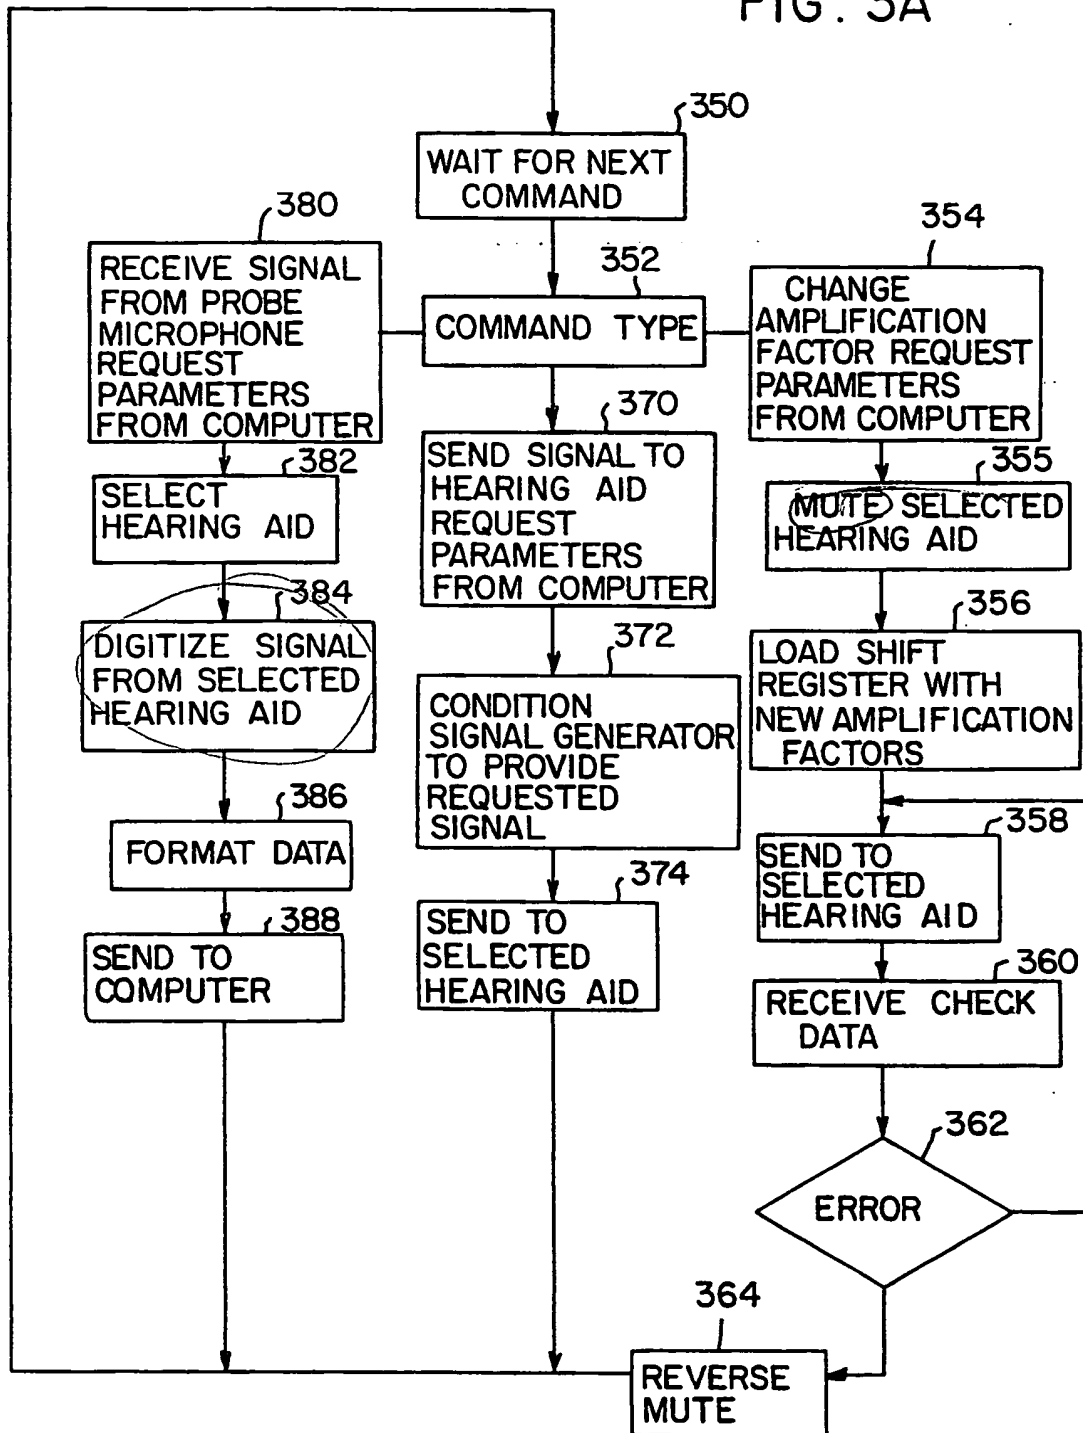 FIG. 3A
350
WAIT FOR NEXT
COMMAND
380
RECEIVE SIGNAL
FROM PROBE
MICROPHONE
REQUEST
PARAMETERS
FROM COMPUTER
352
COMMAND TYPE
354
CHANGE
AMPLIFICATION
FACTOR REQUEST
PARAMETERS
FROM COMPUTER
382
SELECT
HEARING AID
370
SEND SIGNAL TO
HEARING AID
REQUEST
PARAMETERS
FROM COMPUTER
355
MUTE SELECTED
HEARING AID
384
DIGITIZE SIGNAL
FROM SELECTED
HEARING AID
372
CONDITION
SIGNAL GENERATOR
TO PROVIDE
REQUESTED
SIGNAL
356
LOAD SHIFT
REGISTER WITH
NEW AMPLIFICATION
FACTORS
386
FORMAT DATA
374
SEND TO
SELECTED
HEARING AID
358
SEND TO
SELECTED
HEARING AID
388
SEND TO
COMPUTER
360
RECEIVE CHECK
DATA
362
ERROR
364
REVERSE
MUTE